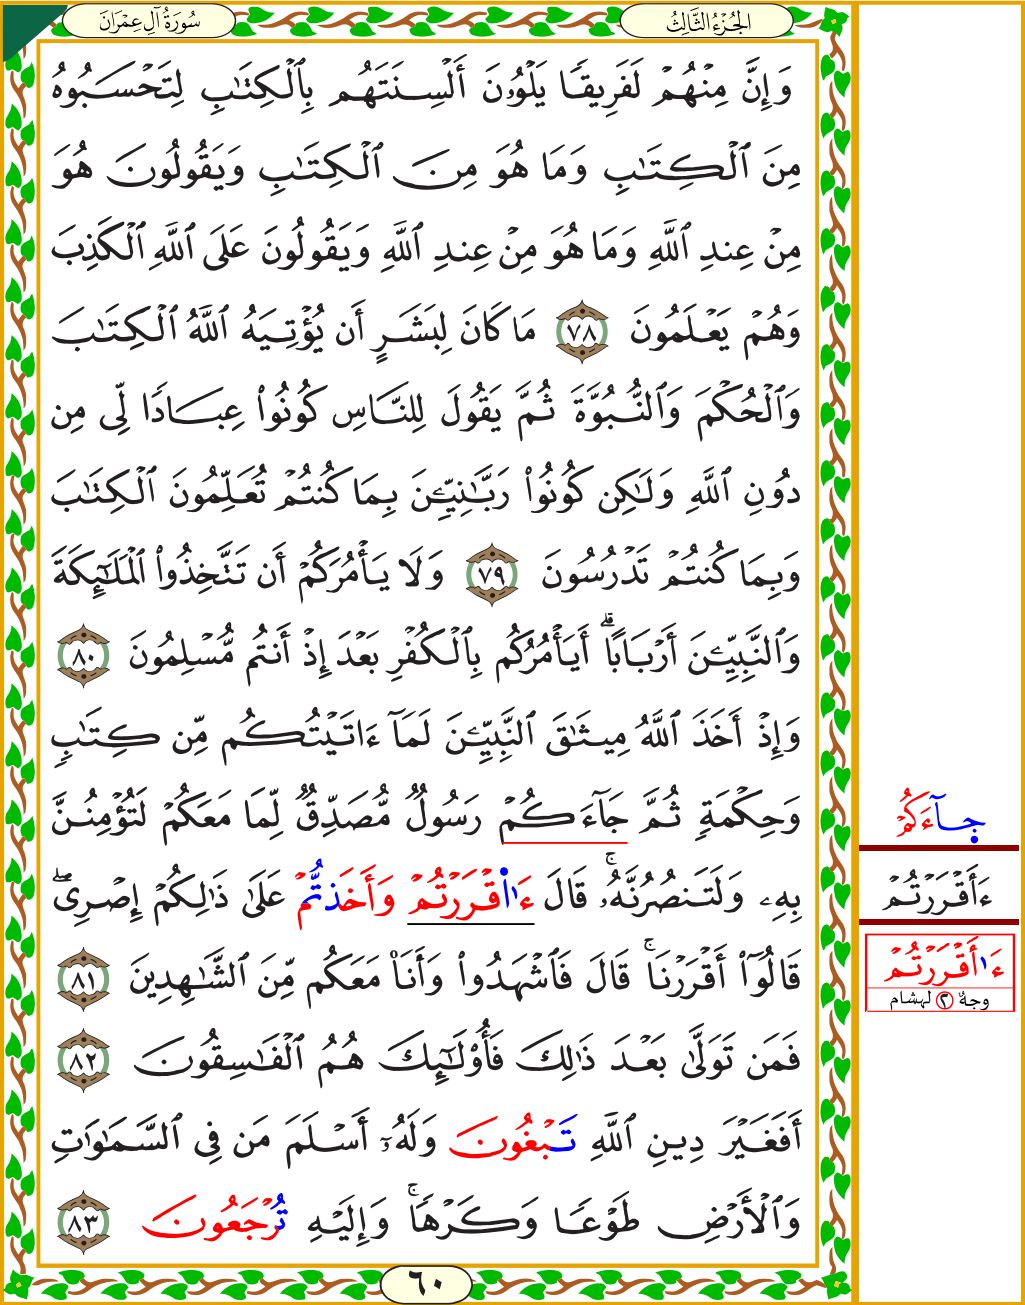 سُورَةُ آلِ عِمْرَانَ
الجُزْءُ الثَّالِثُ
وَإِنَّ مِنْهُمْ لَفَرِيقًا يَلْوُۥنَ أَلْسِنَتَهُم بِٱلْكِتَٰبِ لِتَحْسَبُوهُ
مِنَ ٱلْكِتَٰبِ وَمَا هُوَ مِنَ ٱلْكِتَٰبِ وَيَقُولُونَ هُوَ
مِنْ عِندِ ٱللَّهِ وَمَا هُوَ مِنْ عِندِ ٱللَّهِ وَيَقُولُونَ عَلَى ٱللَّهِ ٱلْكَذِبَ
وَهُمْ يَعْلَمُونَ ٧٨ مَا كَانَ لِبَشَرٍ أَن يُؤْتِيَهُ ٱللَّهُ ٱلْكِتَٰبَ
وَٱلْحُكْمَ وَٱلنُّبُوَّةَ ثُمَّ يَقُولَ لِلنَّاسِ كُونُوا۟ عِبَادًا لِّى مِن
دُونِ ٱللَّهِ وَلَٰكِن كُونُوا۟ رَبَّٰنِيِّۦنَ بِمَا كُنتُمْ تُعَلِّمُونَ ٱلْكِتَٰبَ
وَبِمَا كُنتُمْ تَدْرُسُونَ ٧٩ وَلَا يَأْمُرُكُمْ أَن تَتَّخِذُوا۟ ٱلْمَلَٰٓئِكَةَ
وَٱلنَّبِيِّۦنَ أَرْبَابًا ۗ أَيَأْمُرُكُم بِٱلْكُفْرِ بَعْدَ إِذْ أَنتُم مُّسْلِمُونَ ٨٠
وَإِذْ أَخَذَ ٱللَّهُ مِيثَٰقَ ٱلنَّبِيِّۦنَ لَمَآ ءَاتَيْتُكُم مِّن كِتَٰبٍ
وَحِكْمَةٍ ثُمَّ جَآءَكُمْ رَسُولٌ مُّصَدِّقٌ لِّمَا مَعَكُمْ لَتُؤْمِنُنَّ
بِهِۦ وَلَتَنصُرُنَّهُۥ ۚ قَالَ ءَا۬قْرَرْتُمْ وَأَخَذتُّمْ عَلَىٰ ذَٰلِكُمْ إِصْرِى ۖ
قَالُوٓا۟ أَقْرَرْنَا ۚ قَالَ فَٱشْهَدُوا۟ وَأَنَا۠ مَعَكُم مِّنَ ٱلشَّٰهِدِينَ ٨١
فَمَن تَوَلَّىٰ بَعْدَ ذَٰلِكَ فَأُو۟لَٰٓئِكَ هُمُ ٱلْفَٰسِقُونَ ٨٢
أَفَغَيْرَ دِينِ ٱللَّهِ تَبْغُونَ وَلَهُۥٓ أَسْلَمَ مَن فِى ٱلسَّمَٰوَٰتِ
وَٱلْأَرْضِ طَوْعًا وَكَرْهًا ۚ وَإِلَيْهِ تُرْجَعُونَ ٨٣
٦٠
جآءَكُمْ
ءَأَقْرَرْتُمْ
ءَا۬أَقْرَرْتُمْ
وجهٌ ٢ لهشام